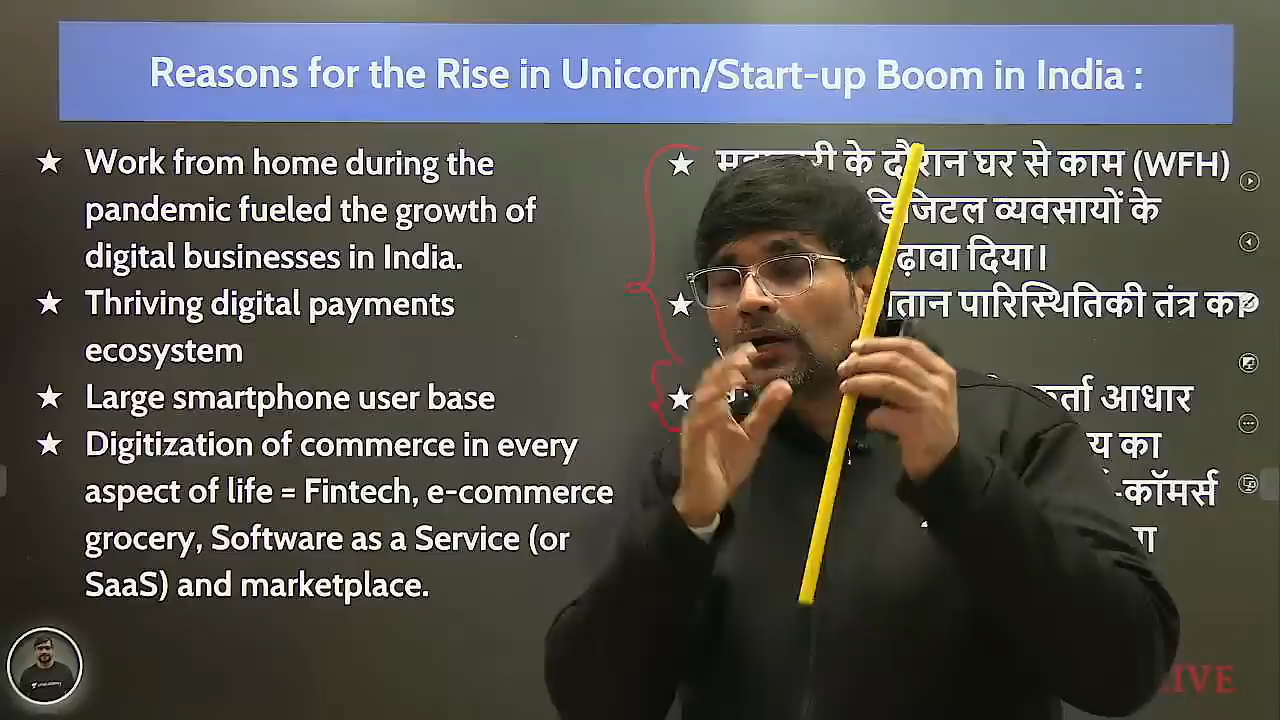 Reasons for the Rise in Unicorn/Start-up Boom in India :
★ Work from home during the
pandemic fueled the growth of
digital businesses in India.
★ Thriving digital payments
ecosystem
★ Large smartphone user base
★ Digitization of commerce in every
aspect of life = Fintech, e-commerce
grocery, Software as a Service (or
SaaS) and marketplace.
★ के दौरान घर से काम (WFH)
डिजिटल व्यवसायों के
दिया।
★ पारिस्थितिकी तंत्र का
★ आधार
का
-कॉमर्स